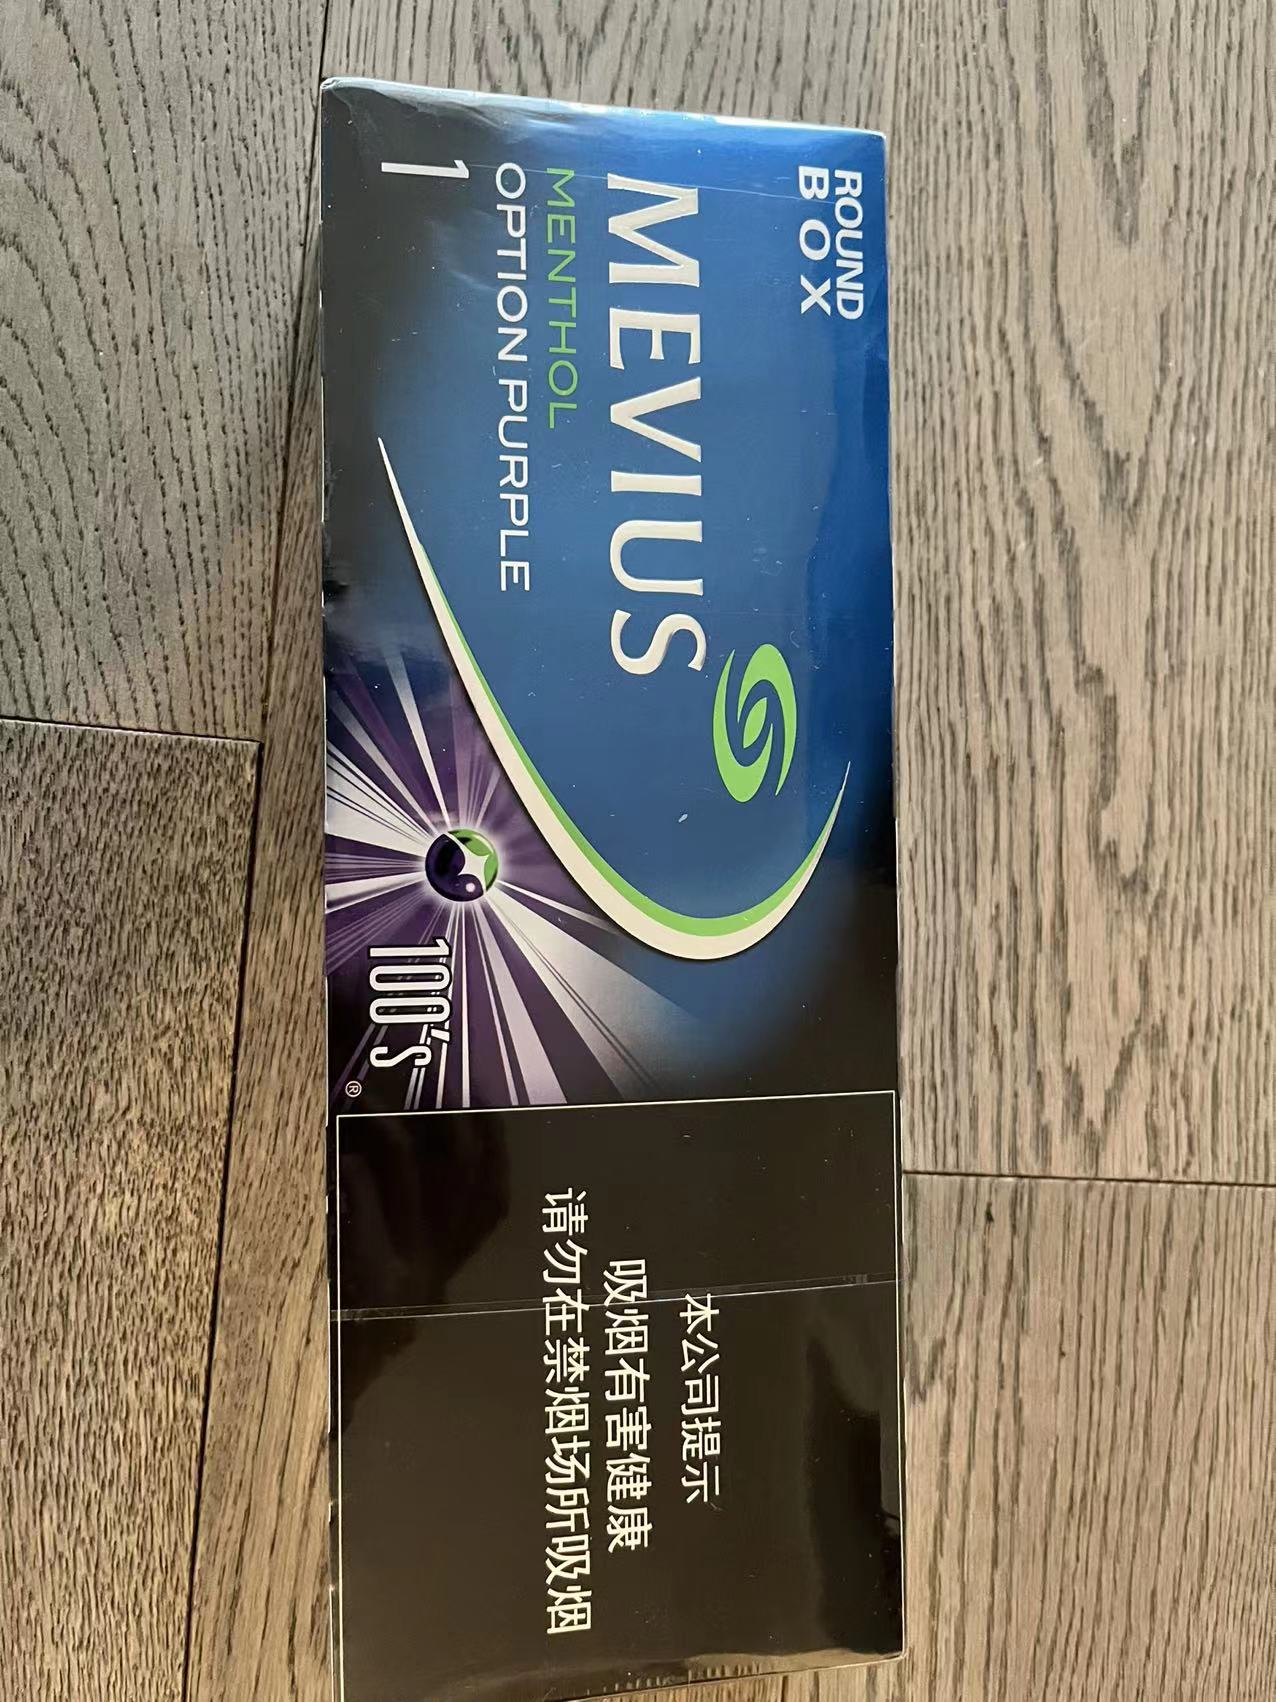 ROUND
BOX
MEVIUS
MENTHOL
OPTION PURPLE
1
100's
®
本公司提示
吸烟有害健康
请勿在禁烟场所吸烟